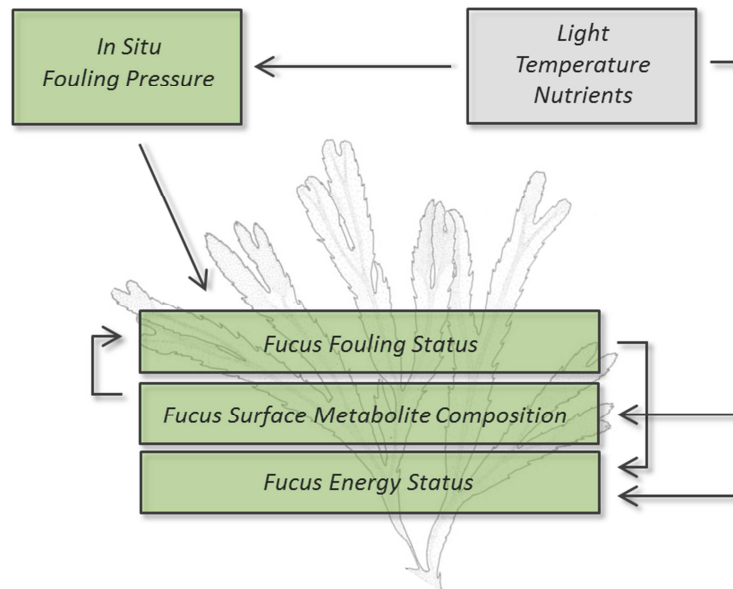 In Situ
Fouling Pressure
Light
Temperature
Nutrients
Fucus Fouling Status
Fucus Surface Metabolite Composition
Fucus Energy Status